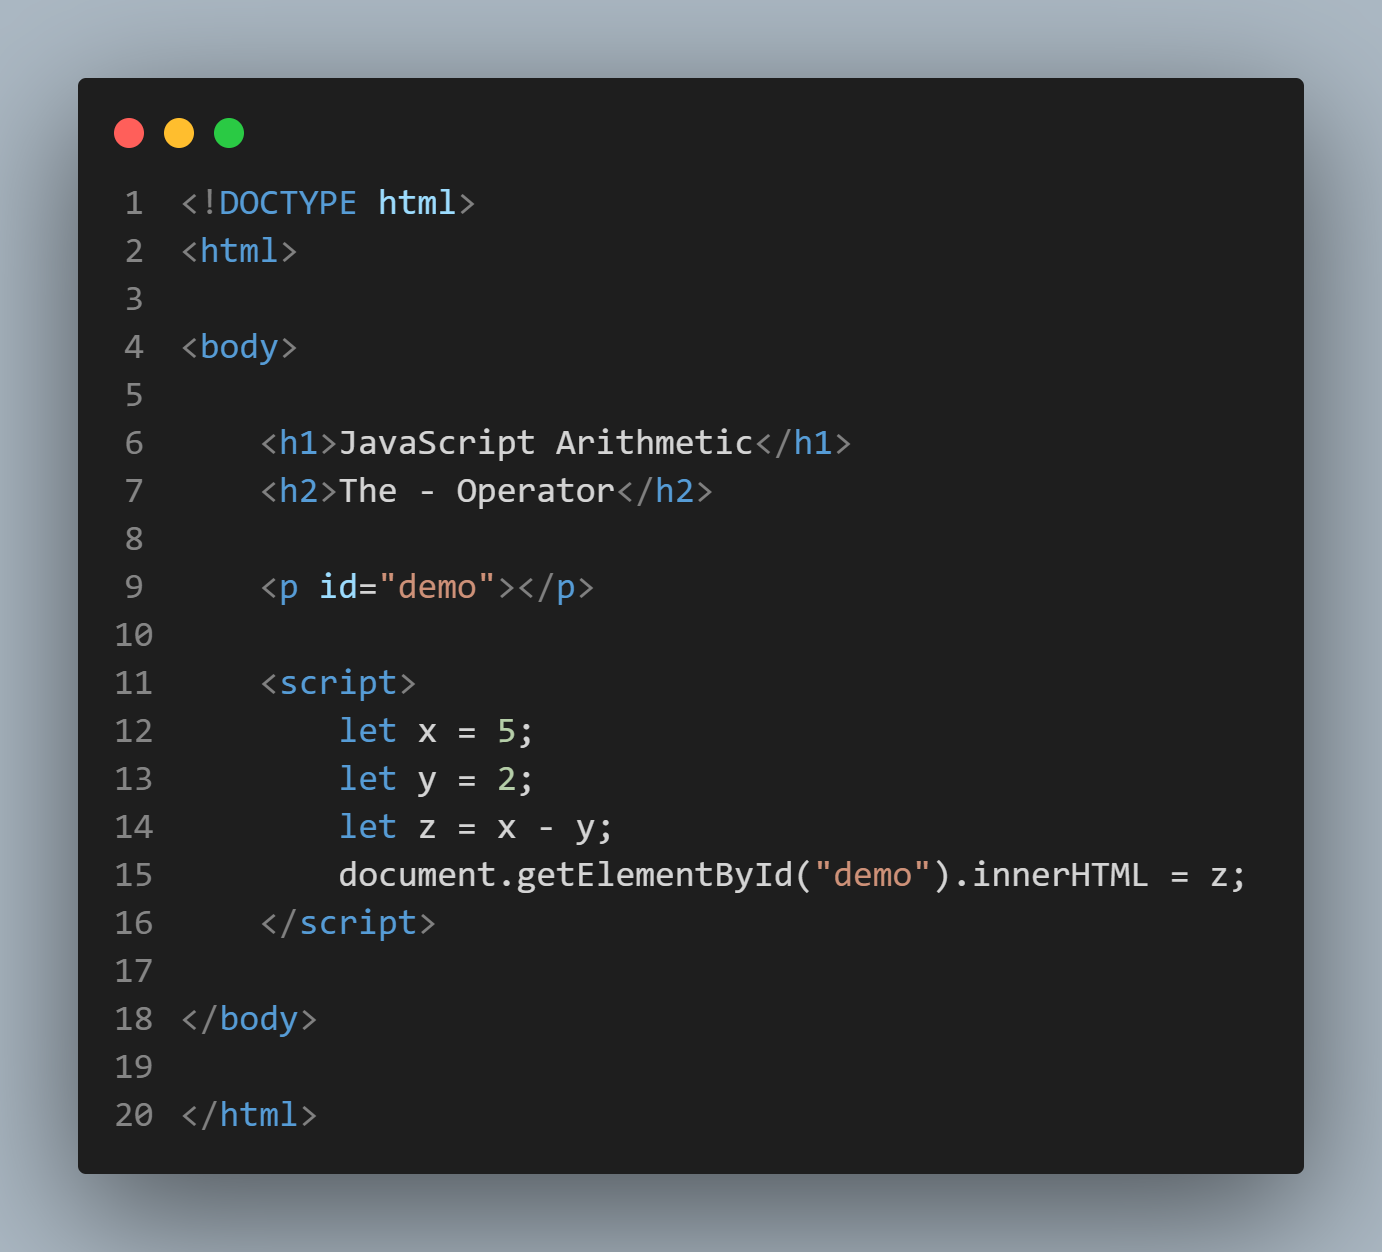 1 <!DOCTYPE html>
2 <html>
3
4 <body>
5
6     <h1>JavaScript Arithmetic</h1>
7     <h2>The - Operator</h2>
8
9     <p id="demo"></p>
10
11     <script>
12         let x = 5;
13         let y = 2;
14         let z = x - y;
15         document.getElementById("demo").innerHTML = z;
16     </script>
17
18 </body>
19
20 </html>